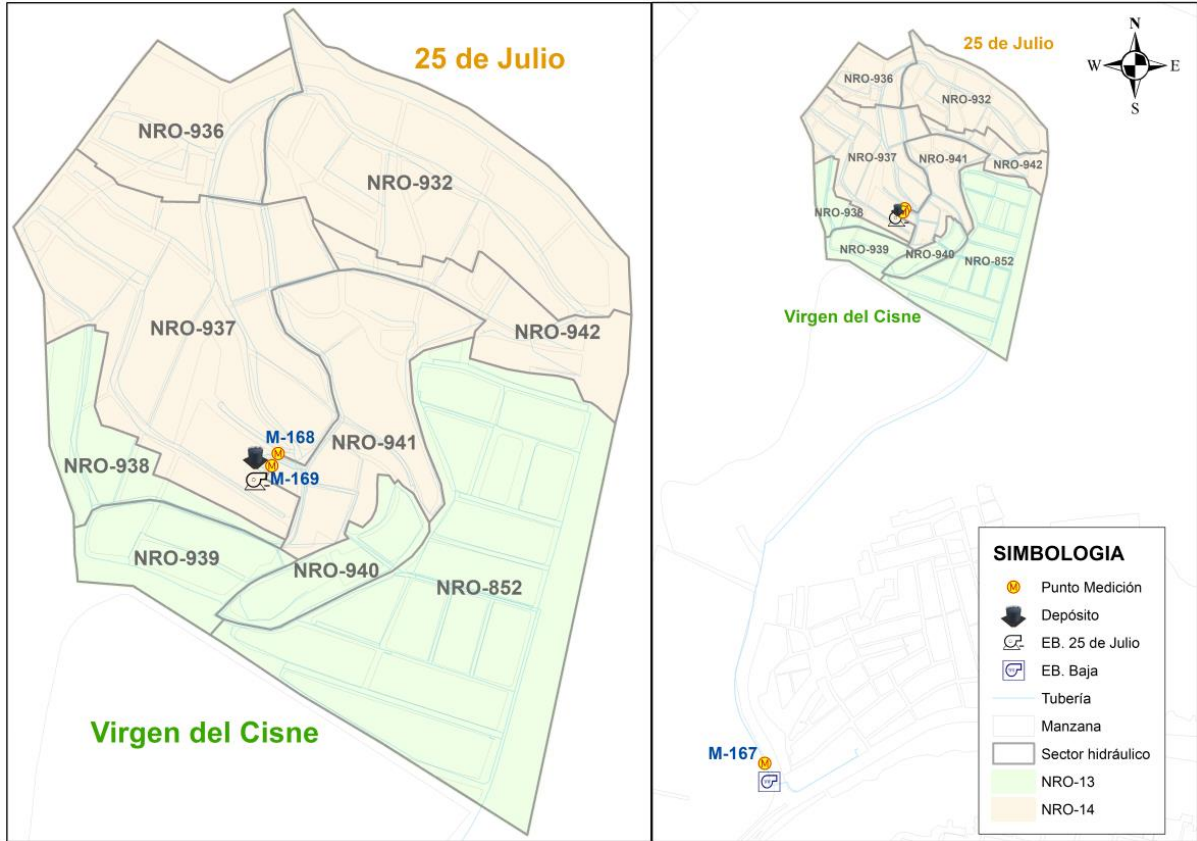 25 de Julio
NRO-936
NRO-932
NRO-937
NRO-942
M-168
NRO-941
NRO-938
M-169
NRO-939
NRO-940
NRO-852
Virgen del Cisne
25 de Julio
N
W
E
S
NRO-936
NRO-932
NRO-937
NRO-941
NRO-942
NRO-938
NRO-939
NRO-940
NRO-852
Virgen del Cisne
M-167
SIMBOLOGIA
M Punto Medición
Depósito
EB. 25 de Julio
EB. Baja
Tubería
Manzana
Sector hidráulico
NRO-13
NRO-14